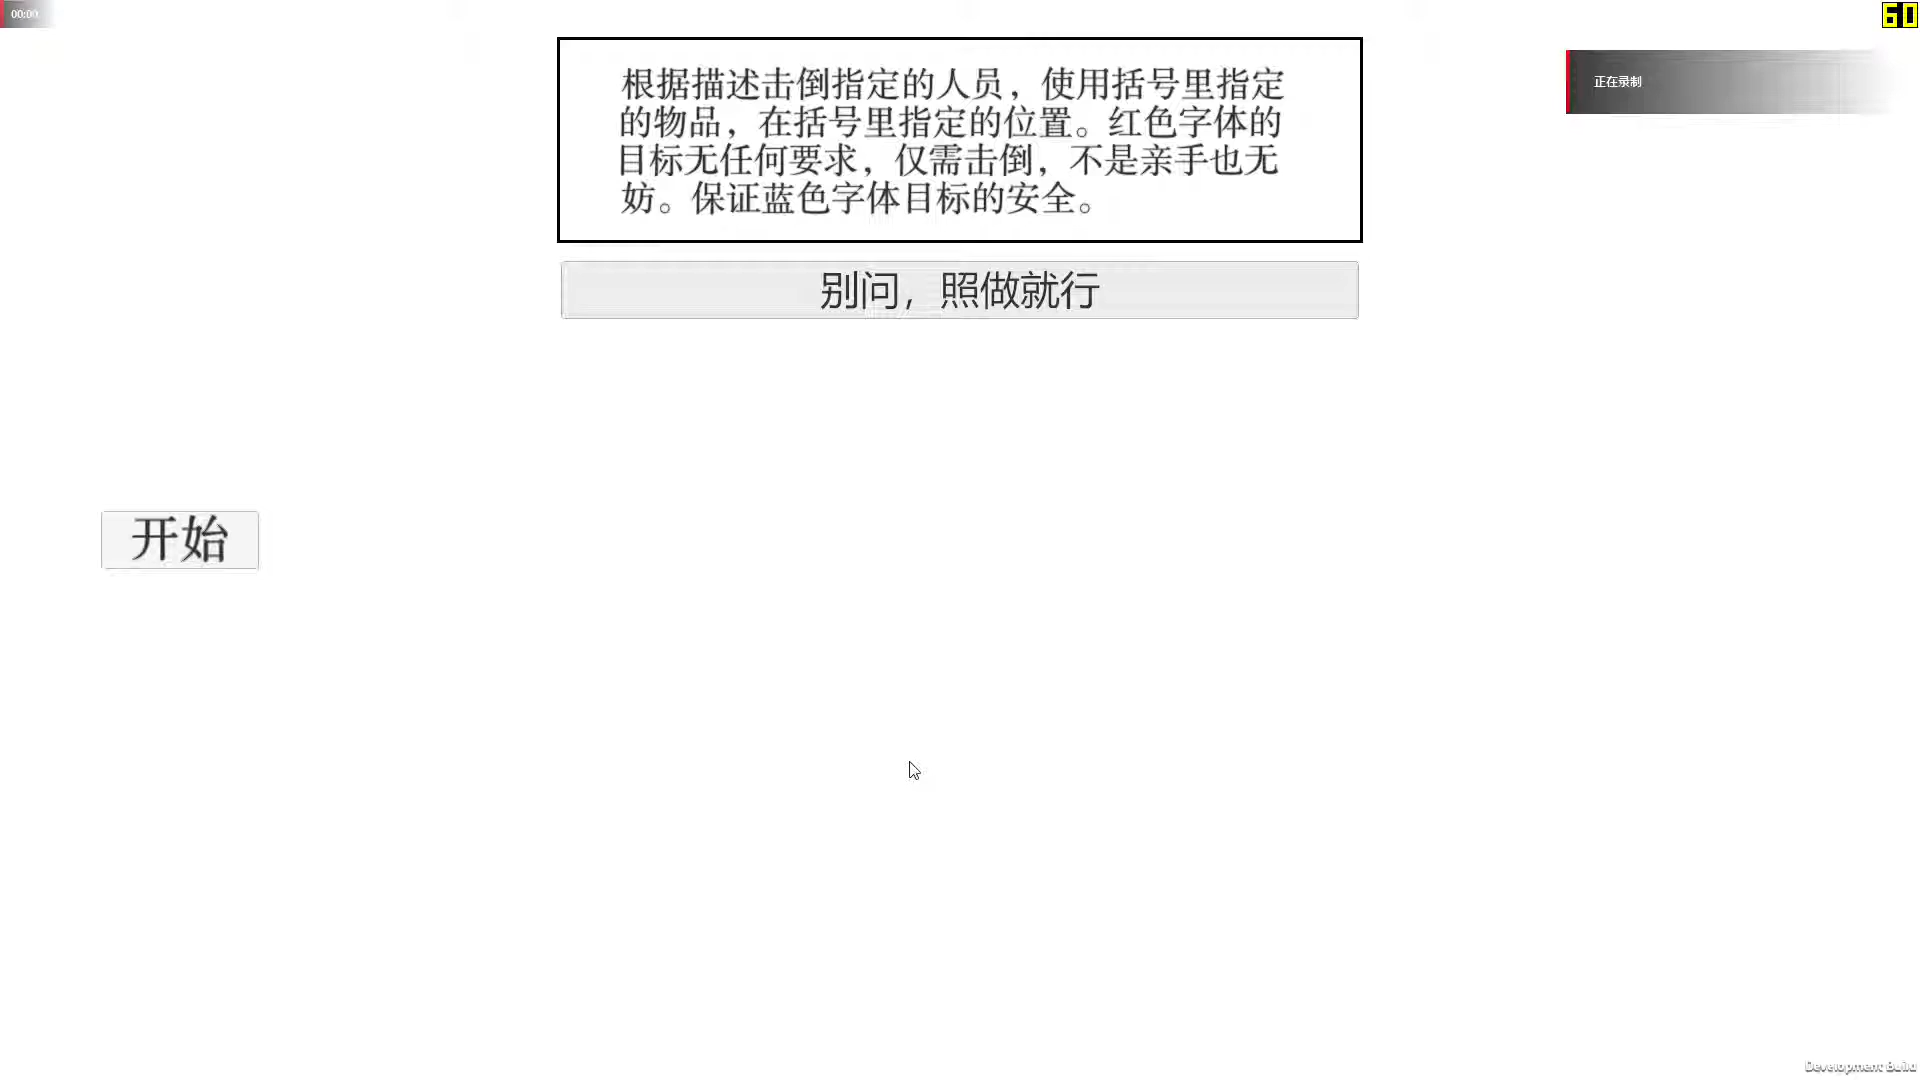 00:00
60
正在录制
根据描述击倒指定的人员，使用括号里指定
的物品，在括号里指定的位置。红色字体的
目标无任何要求，仅需击倒，不是亲手也无
妨。保证蓝色字体目标的安全。
别问，照做就行
开始
Development Build